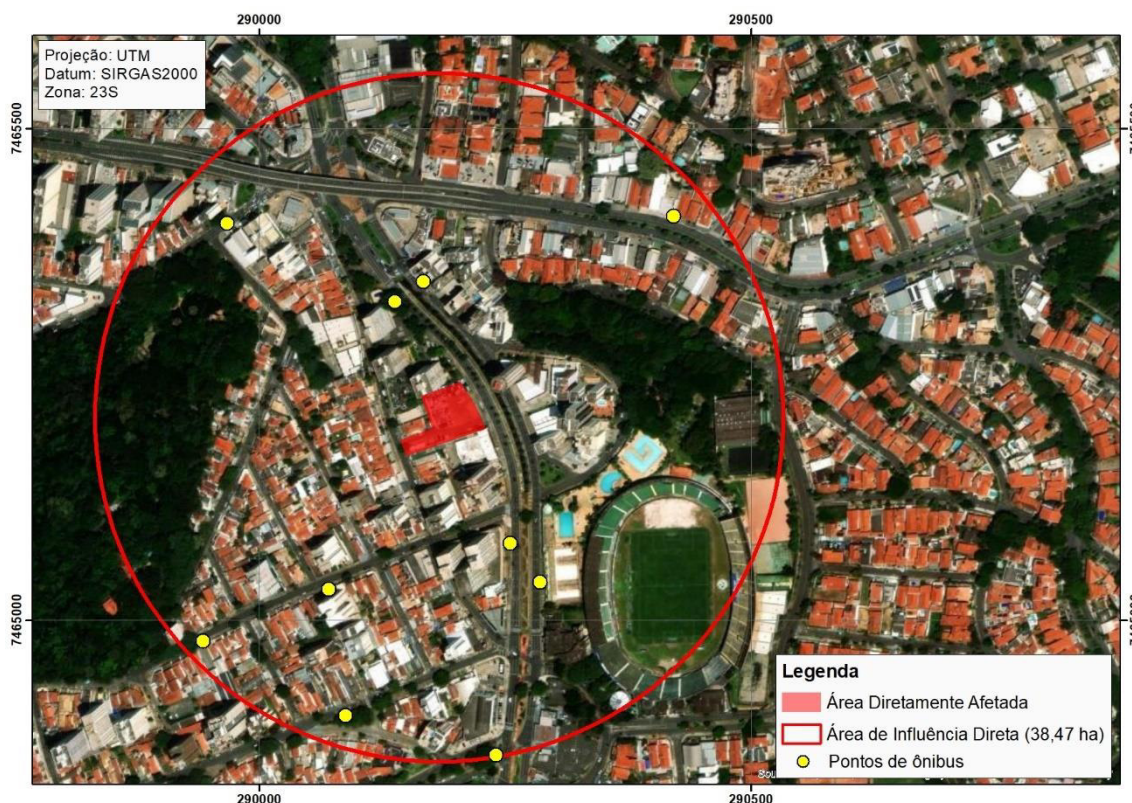 290000
290500
Projeção: UTM
Datum: SIRGAS2000
Zona: 23S
7465500
7465000
7465000
Legenda
Área Diretamente Afetada
Área de Influência Direta (38,47 ha)
Pontos de ônibus
290000
290500